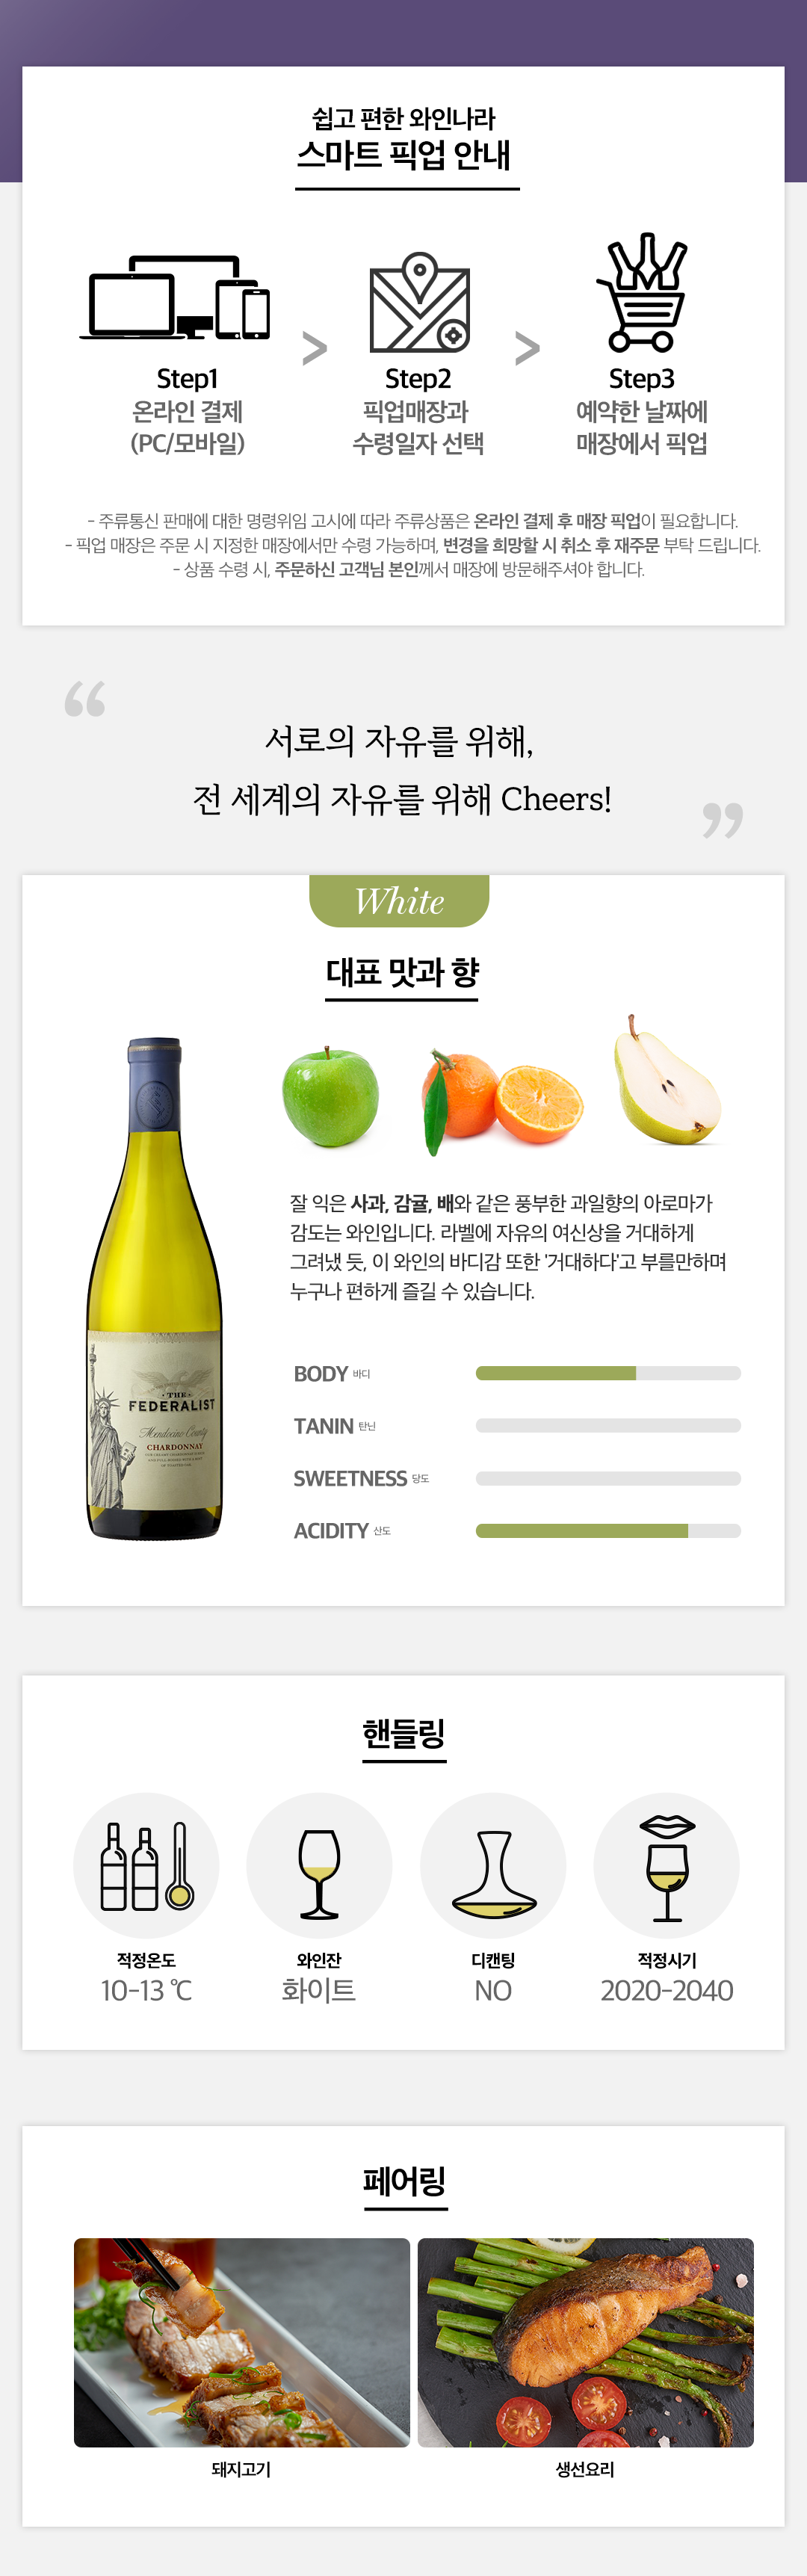 쉽고 편한 와인나라
스마트 픽업 안내
Step1
온라인 결제
(PC/모바일)
>
Step2
픽업매장과
수령일자 선택
>
Step3
예약한 날짜에
매장에서 픽업
- 주류통신 판매에 대한 명령위임 고시에 따라 주류상품은 온라인 결제 후 매장 픽업이 필요합니다.
- 픽업 매장은 주문 시 지정한 매장에서만 수령 가능하며, 변경을 희망할 시 취소 후 재주문 부탁 드립니다.
- 상품 수령 시, 주문하신 고객님 본인께서 매장에 방문해주셔야 합니다.
“
서로의 자유를 위해,
전 세계의 자유를 위해 Cheers!
”
White
대표 맛과 향
잘 익은 사과, 감귤, 배와 같은 풍부한 과일향의 아로마가
감도는 와인입니다. 라벨에 자유의 여신상을 거대하게
그려냈 듯, 이 와인의 바디감 또한 '거대하다'고 부를만하며
누구나 편하게 즐길 수 있습니다.
THE
FEDERALIST
Mendocino County
CHARDONNAY
BODY 바디
TANIN 탄닌
SWEETNESS 당도
ACIDITY 산도
핸들링
적정온도
10-13 ℃
와인잔
화이트
디캔팅
NO
적정시기
2020-2040
페어링
돼지고기
생선요리